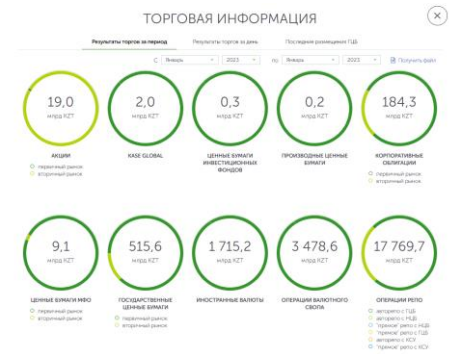 ТОРГОВАЯ ИНФОРМАЦИЯ
Результаты торгов за период Результаты торгов за день Последние размещения ГЦБ
С Январь 2023 по Январь 2023 Получить файл
19,0 2,0 0,3 0,2 184,3
млрд KZT млрд KZT млрд KZT млрд KZT млрд KZT
АКЦИИ KASE GLOBAL ЦЕННЫЕ БУМАГИ ПРОИЗВОДНЫЕ ЦЕННЫЕ КОРПОРАТИВНЫЕ
ИНВЕСТИЦИОННЫХ БУМАГИ ОБЛИГАЦИИ
ФОНДОВ
первичный рынок первичный рынок
вторичный рынок вторичный рынок
9,1 515,6 1 715,2 3 478,6 17 769,7
млрд KZT млрд KZT млрд KZT млрд KZT млрд KZT
ЦЕННЫЕ БУМАГИ МФО ГОСУДАРСТВЕННЫЕ ИНОСТРАННЫЕ ВАЛЮТЫ ОПЕРАЦИИ ВАЛЮТНОГО ОПЕРАЦИИ РЕПО
ЦЕННЫЕ БУМАГИ СВОПА
первичный рынок первичный рынок авторепо с ГЦБ
вторичный рынок вторичный рынок авторепо с НЦБ
"прямое" репо с НЦБ
"прямое" репо с ГЦБ
авторепо с КСУ
"прямое" репо с КСУ